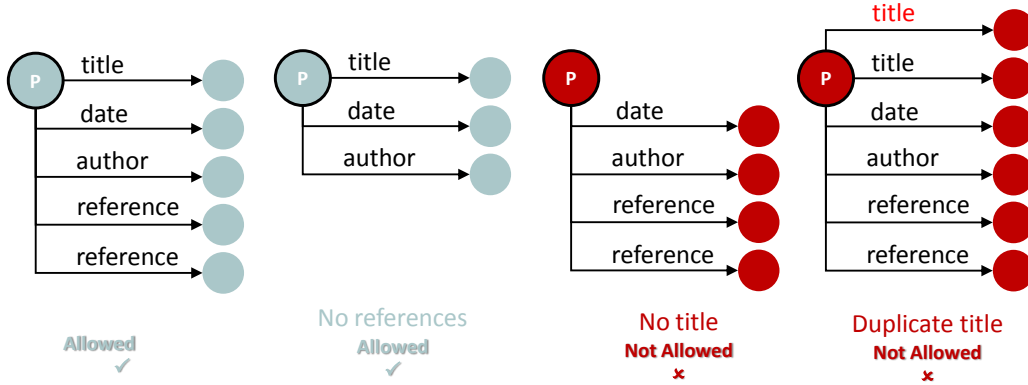 P
title
date
author
reference
reference
Allowed
✓
P
title
date
author
No references
Allowed
✓
P
date
author
reference
reference
No title
Not Allowed
✘
title
P
title
date
author
reference
reference
Duplicate title
Not Allowed
✘